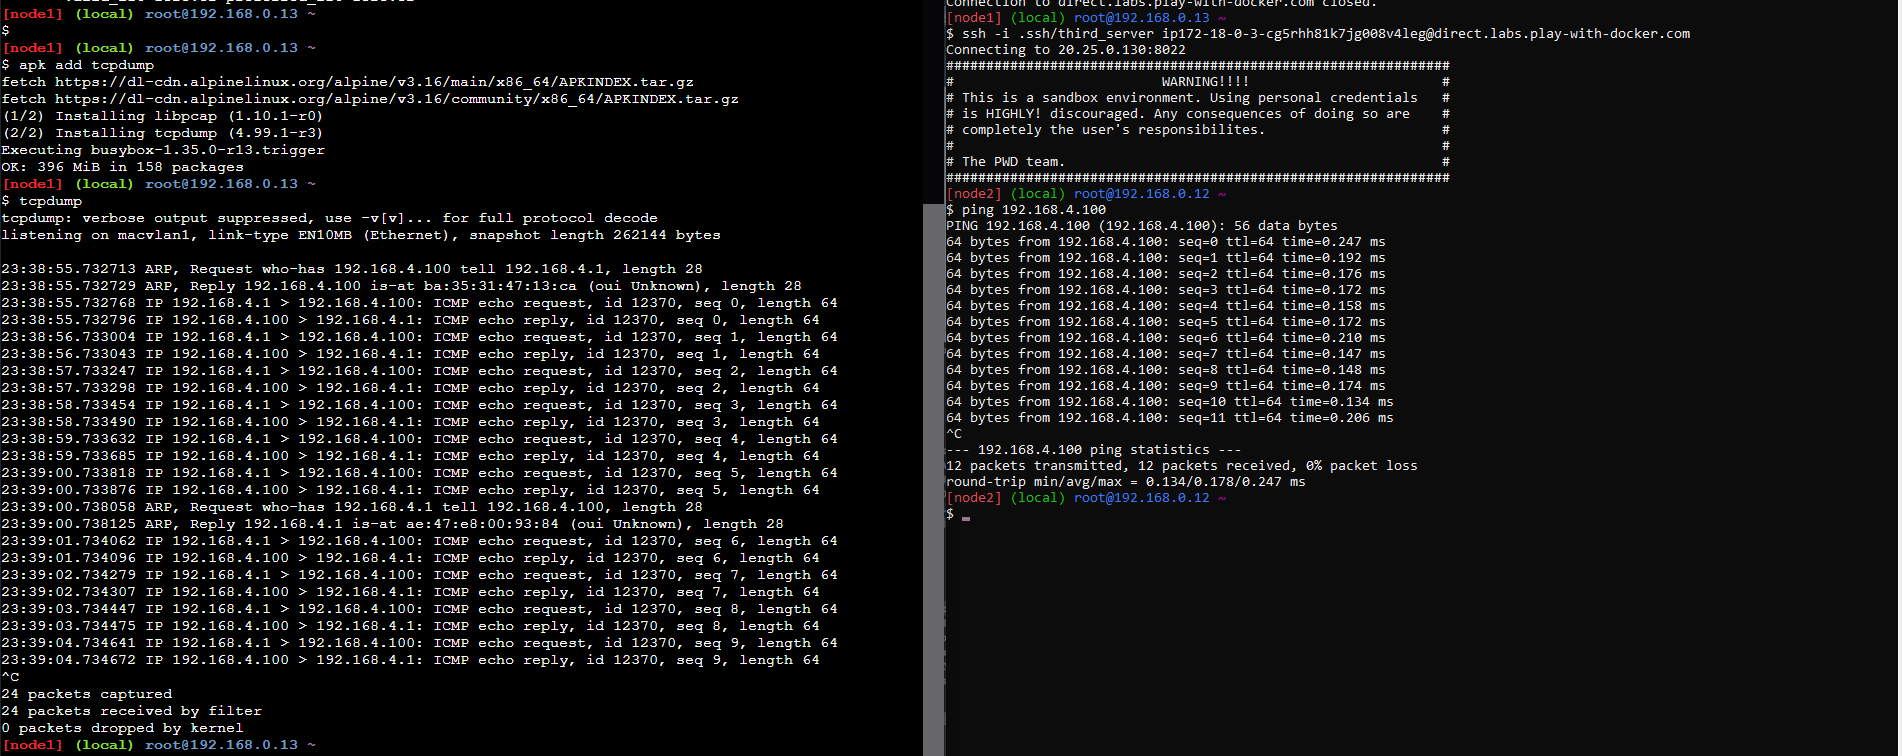 [node1] (local) root@192.168.0.13 ~
$
[node1] (local) root@192.168.0.13 ~
$ apk add tcpdump
fetch https://dl-cdn.alpinelinux.org/alpine/v3.16/main/x86_64/APKINDEX.tar.gz
fetch https://dl-cdn.alpinelinux.org/alpine/v3.16/community/x86_64/APKINDEX.tar.gz
(1/2) Installing libpcap (1.10.1-r0)
(2/2) Installing tcpdump (4.99.1-r3)
Executing busybox-1.35.0-r13.trigger
OK: 396 MiB in 158 packages
[node1] (local) root@192.168.0.13 ~
$ tcpdump
tcpdump: verbose output suppressed, use -v[v]... for full protocol decode
listening on macvlan1, link-type EN10MB (Ethernet), snapshot length 262144 bytes
23:38:55.732713 ARP, Request who-has 192.168.4.100 tell 192.168.4.1, length 28
23:38:55.732729 ARP, Reply 192.168.4.100 is-at ba:35:31:47:13:ca (oui Unknown), length 28
23:38:55.732768 IP 192.168.4.1 > 192.168.4.100: ICMP echo request, id 12370, seq 0, length 64
23:38:55.732796 IP 192.168.4.100 > 192.168.4.1: ICMP echo reply, id 12370, seq 0, length 64
23:38:56.733004 IP 192.168.4.1 > 192.168.4.100: ICMP echo request, id 12370, seq 1, length 64
23:38:56.733043 IP 192.168.4.100 > 192.168.4.1: ICMP echo reply, id 12370, seq 1, length 64
23:38:57.733247 IP 192.168.4.1 > 192.168.4.100: ICMP echo request, id 12370, seq 2, length 64
23:38:57.733298 IP 192.168.4.100 > 192.168.4.1: ICMP echo reply, id 12370, seq 2, length 64
23:38:58.733454 IP 192.168.4.1 > 192.168.4.100: ICMP echo request, id 12370, seq 3, length 64
23:38:58.733490 IP 192.168.4.100 > 192.168.4.1: ICMP echo reply, id 12370, seq 3, length 64
23:38:59.733632 IP 192.168.4.1 > 192.168.4.100: ICMP echo request, id 12370, seq 4, length 64
23:38:59.733685 IP 192.168.4.100 > 192.168.4.1: ICMP echo reply, id 12370, seq 4, length 64
23:39:00.733818 IP 192.168.4.1 > 192.168.4.100: ICMP echo request, id 12370, seq 5, length 64
23:39:00.733876 IP 192.168.4.100 > 192.168.4.1: ICMP echo reply, id 12370, seq 5, length 64
23:39:00.738058 ARP, Request who-has 192.168.4.1 tell 192.168.4.100, length 28
23:39:00.738125 ARP, Reply 192.168.4.1 is-at ae:47:e8:00:93:84 (oui Unknown), length 28
23:39:01.734062 IP 192.168.4.1 > 192.168.4.100: ICMP echo request, id 12370, seq 6, length 64
23:39:01.734096 IP 192.168.4.100 > 192.168.4.1: ICMP echo reply, id 12370, seq 6, length 64
23:39:02.734279 IP 192.168.4.1 > 192.168.4.100: ICMP echo request, id 12370, seq 7, length 64
23:39:02.734307 IP 192.168.4.100 > 192.168.4.1: ICMP echo reply, id 12370, seq 7, length 64
23:39:03.734447 IP 192.168.4.1 > 192.168.4.100: ICMP echo request, id 12370, seq 8, length 64
23:39:03.734475 IP 192.168.4.100 > 192.168.4.1: ICMP echo reply, id 12370, seq 8, length 64
23:39:04.734641 IP 192.168.4.1 > 192.168.4.100: ICMP echo request, id 12370, seq 9, length 64
23:39:04.734672 IP 192.168.4.100 > 192.168.4.1: ICMP echo reply, id 12370, seq 9, length 64
^C
24 packets captured
24 packets received by filter
0 packets dropped by kernel
[node1] (local) root@192.168.0.13 ~
Connection to direct.labs.play-with-docker.com closed.
[node1] (local) root@192.168.0.13 ~
$ ssh -i .ssh/third_server ip172-18-0-3-cg5rhh81k7jg008v4leg@direct.labs.play-with-docker.com
Connecting to 20.25.0.130:8022
###############################################################
# WARNING!!!! #
# This is a sandbox environment. Using personal credentials #
# is HIGHLY! discouraged. Any consequences of doing so are #
# completely the user's responsibilites. #
# #
# The PWD team. #
###############################################################
[node2] (local) root@192.168.0.12 ~
$ ping 192.168.4.100
PING 192.168.4.100 (192.168.4.100): 56 data bytes
64 bytes from 192.168.4.100: seq=0 ttl=64 time=0.247 ms
64 bytes from 192.168.4.100: seq=1 ttl=64 time=0.192 ms
64 bytes from 192.168.4.100: seq=2 ttl=64 time=0.176 ms
64 bytes from 192.168.4.100: seq=3 ttl=64 time=0.172 ms
64 bytes from 192.168.4.100: seq=4 ttl=64 time=0.158 ms
64 bytes from 192.168.4.100: seq=5 ttl=64 time=0.172 ms
64 bytes from 192.168.4.100: seq=6 ttl=64 time=0.210 ms
64 bytes from 192.168.4.100: seq=7 ttl=64 time=0.147 ms
64 bytes from 192.168.4.100: seq=8 ttl=64 time=0.148 ms
64 bytes from 192.168.4.100: seq=9 ttl=64 time=0.174 ms
64 bytes from 192.168.4.100: seq=10 ttl=64 time=0.134 ms
64 bytes from 192.168.4.100: seq=11 ttl=64 time=0.206 ms
^C
--- 192.168.4.100 ping statistics ---
12 packets transmitted, 12 packets received, 0% packet loss
round-trip min/avg/max = 0.134/0.178/0.247 ms
[node2] (local) root@192.168.0.12 ~
$